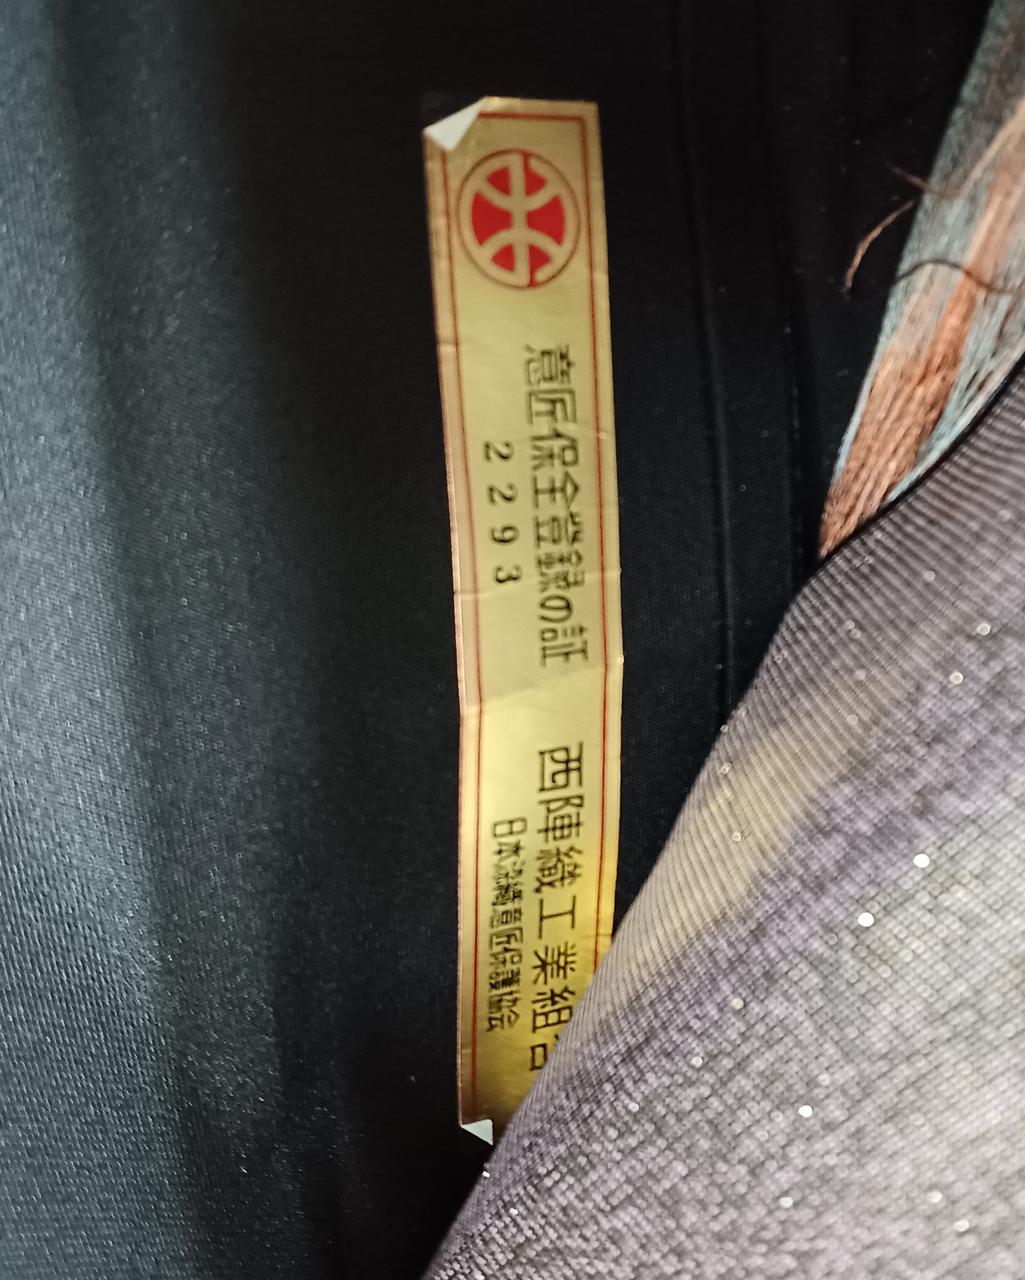 意匠保全登録の証
2293
西陣織工業組合
日本絹織意匠保護協会